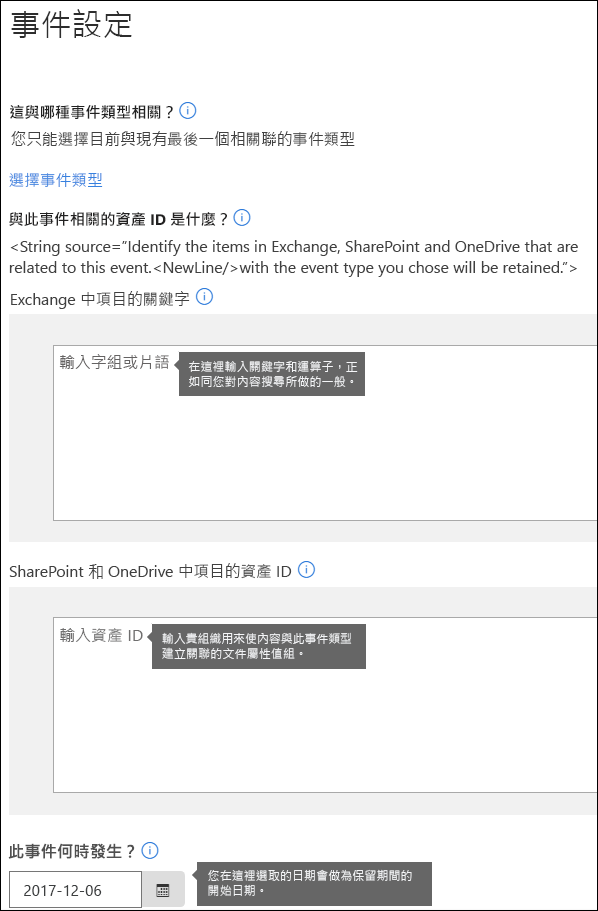 事件設定
這與哪種事件類型相關？
您只能選擇目前與現有最後一個相關聯的事件類型
選擇事件類型
與此事件相關的資產 ID 是什麼？
<String source=”Identify the items in Exchange, SharePoint and OneDrive that are
related to this event.<NewLine/>with the event type you chose will be retained.”>
Exchange 中項目的關鍵字
輸入字組或片語
在這裡輸入關鍵字和運算子，正
如同您對內容搜尋所做的一般。
SharePoint 和 OneDrive 中項目的資產 ID
輸入資產 ID
輸入貴組織用來使內容與此事件類型
建立關聯的文件屬性值組。
此事件何時發生？
2017-12-06
您在這裡選取的日期會做為保留期間的
開始日期。